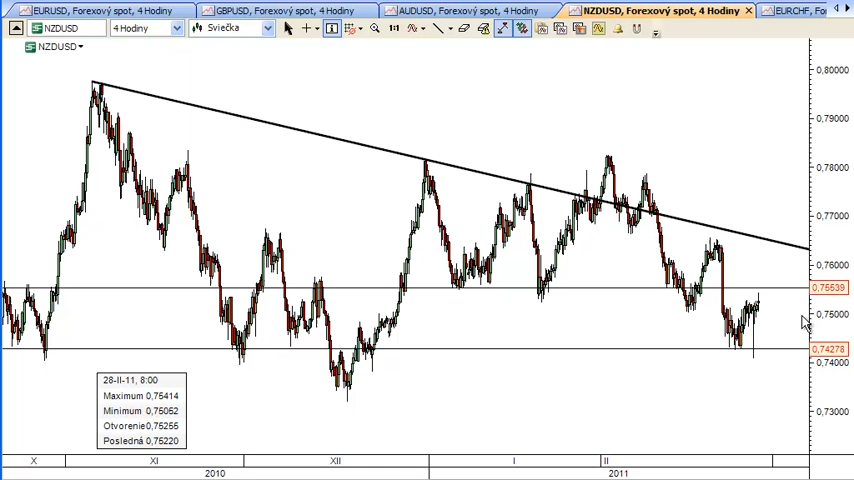 EURUSD, Forexový spot, 4 Hodiny
GBPUSD, Forexový spot, 4 Hodiny
AUDUSD, Forexový spot, 4 Hodiny
NZDUSD, Forexový spot, 4 Hodiny
EURCHF, Fo
NZDUSD
4 Hodiny
Sviečka
1:1
NZDUSD
0,80000
0,79000
0,78000
0,77000
0,76000
0,75539
0,75000
0,74278
0,73000
28-II-11, 8:00
Maximum 0,75414
Minimum 0,75052
Otvorenie 0,75255
Posledná 0,75220
X XI XII I II
2010 2011